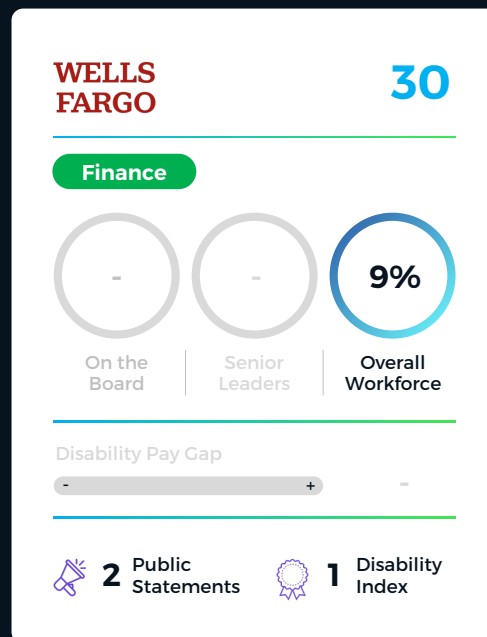 WELLS
FARGO
30
Finance
-
-
9%
On the
Board
Senior
Leaders
Overall
Workforce
Disability Pay Gap
-
+
-
2 Public
Statements
1 Disability
Index